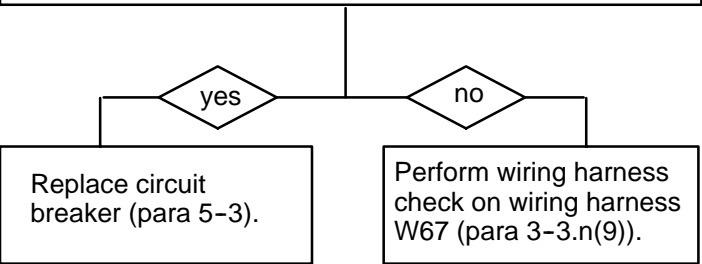 yes
no
Replace circuit
breaker (para 5-3).
Perform wiring harness
check on wiring harness
W67 (para 3-3.n(9)).